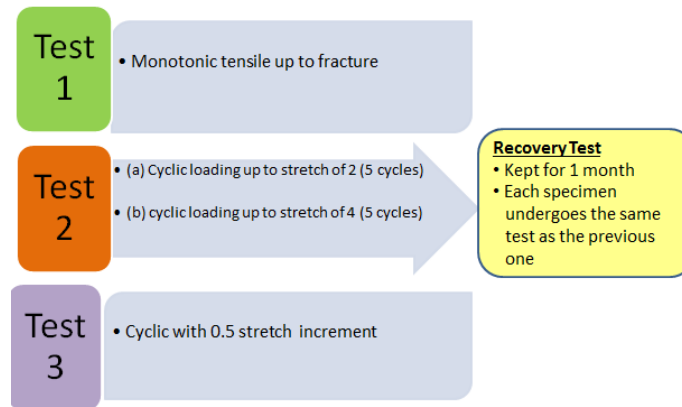 Test
1
• Monotonic tensile up to fracture
Test
2
• (a) Cyclic loading up to stretch of 2 (5 cycles)
• (b) cyclic loading up to stretch of 4 (5 cycles)
Recovery Test
• Kept for 1 month
• Each specimen
undergoes the same
test as the previous
one
Test
3
• Cyclic with 0.5 stretch increment